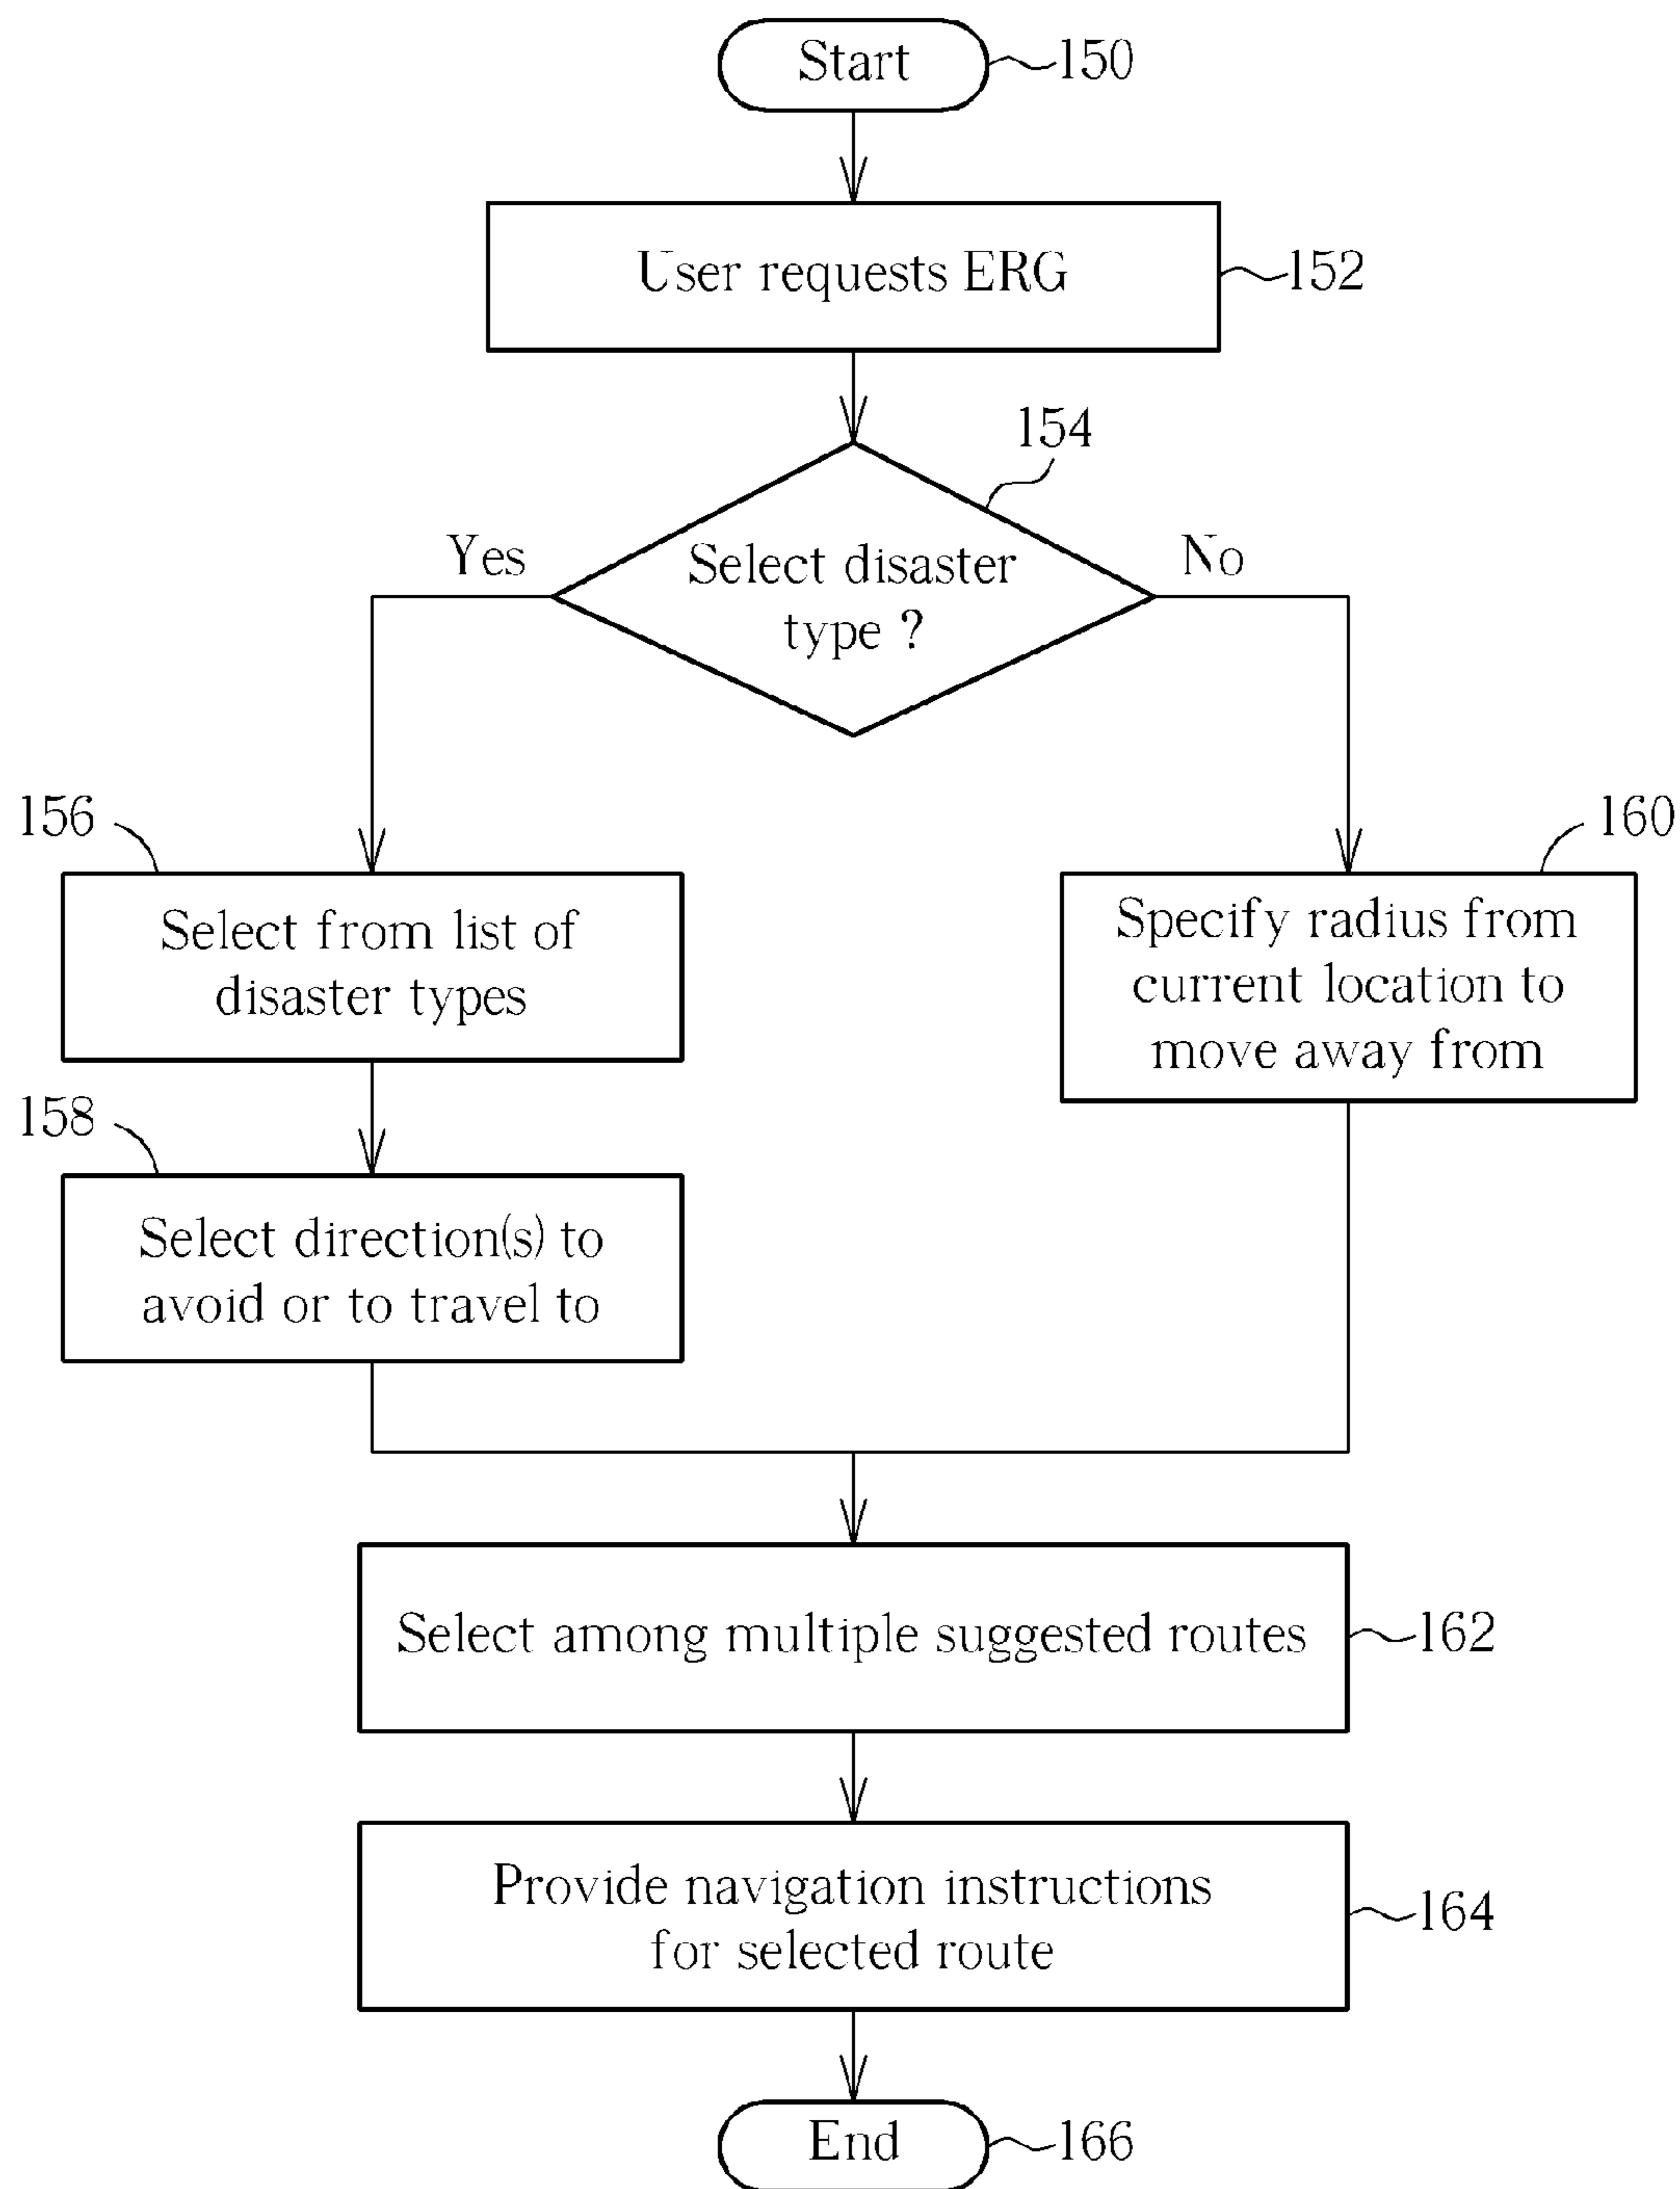 Start
150
User requests ERG
152
154
Yes
Select disaster
type ?
No
156
Select from list of
disaster types
160
Specify radius from
current location to
move away from
158
Select direction(s) to
avoid or to travel to
Select among multiple suggested routes
162
Provide navigation instructions
for selected route
164
End
166